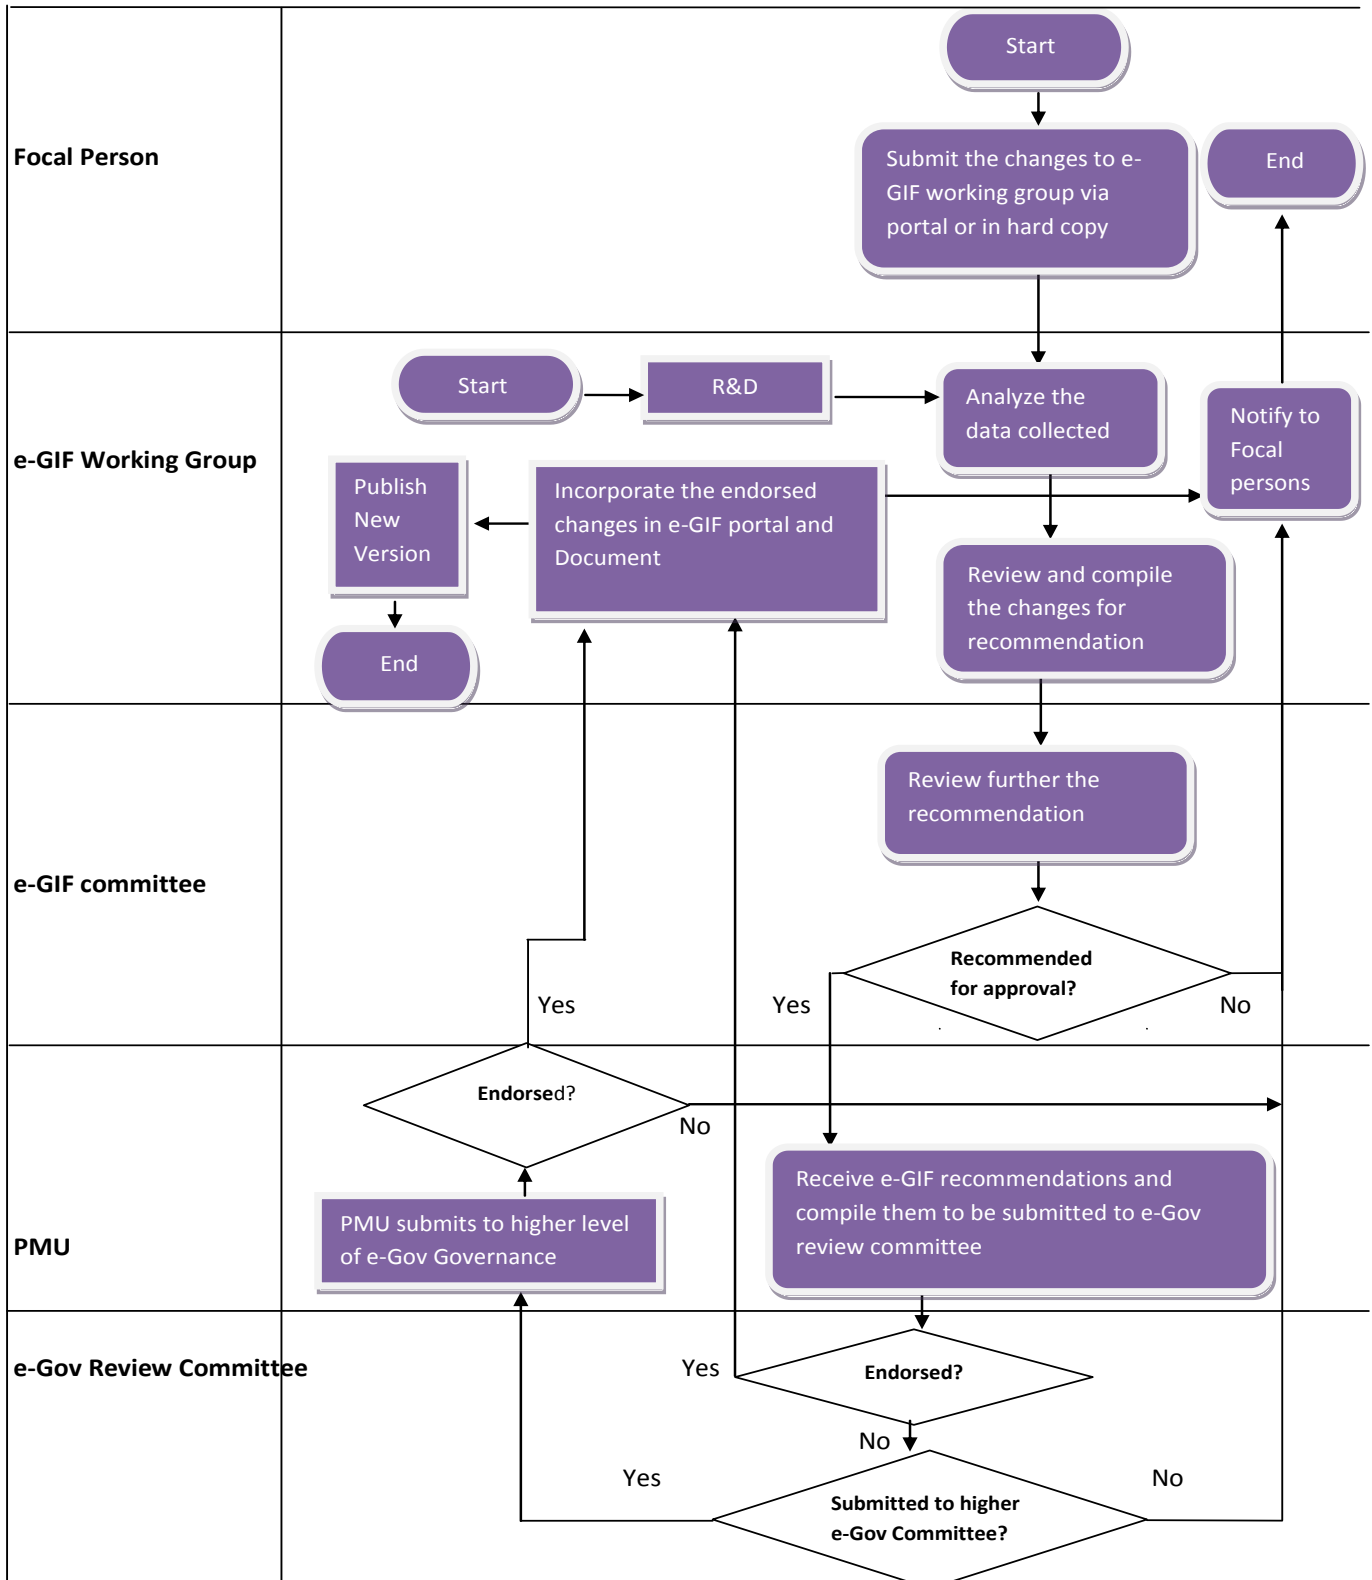 Start
Focal Person
Submit the changes to e-
GIF working group via
portal or in hard copy
End
Start
R&D
Analyze the
data collected
Notify to
Focal
persons
e-GIF Working Group
Publish
New
Version
Incorporate the endorsed
changes in e-GIF portal and
Document
Review and compile
the changes for
recommendation
End
Review further the
recommendation
e-GIF committee
Recommended
for approval?
Yes
Yes
No
Endorsed?
No
Receive e-GIF recommendations and
compile them to be submitted to e-Gov
review committee
PMU submits to higher level
of e-Gov Governance
PMU
e-Gov Review Committee
Yes
Endorsed?
No
Yes
No
Submitted to higher
e-Gov Committee?